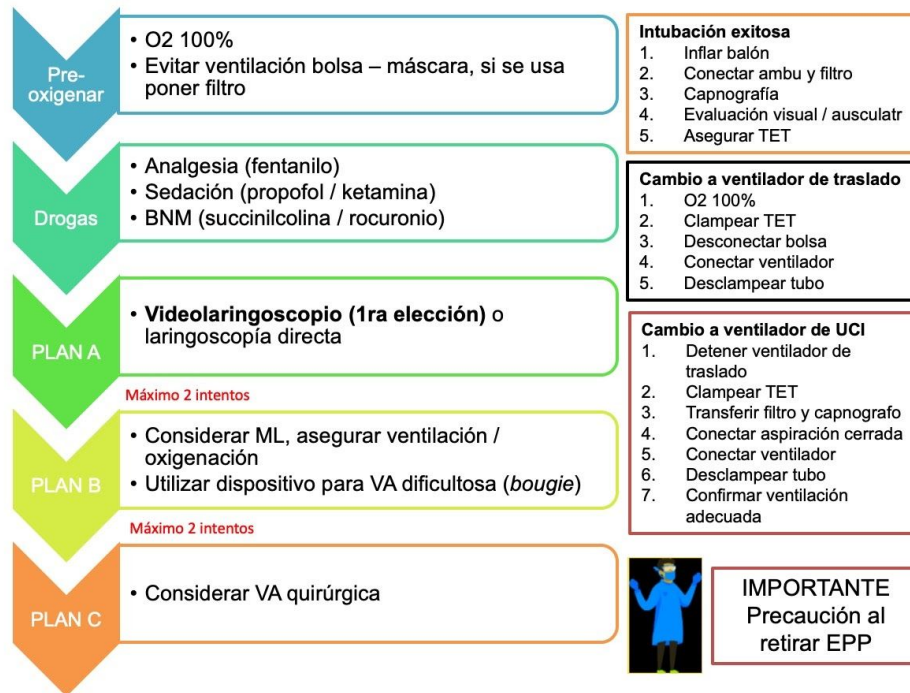 Pre-
oxigenar
• O2 100%
• Evitar ventilación bolsa – máscara, si se usa
poner filtro
Drogas
• Analgesia (fentanilo)
• Sedación (propofol / ketamina)
• BNM (succinilcolina / rocuronio)
PLAN A
• Videolaringoscopio (1ra elección) o
laringoscopía directa
Máximo 2 intentos
PLAN B
• Considerar ML, asegurar ventilación /
oxigenación
• Utilizar dispositivo para VA dificultosa (bougie)
Máximo 2 intentos
PLAN C
• Considerar VA quirúrgica
Intubación exitosa
1. Inflar balón
2. Conectar ambu y filtro
3. Capnografía
4. Evaluación visual / ausculatr
5. Asegurar TET
Cambio a ventilador de traslado
1. O2 100%
2. Clampear TET
3. Desconectar bolsa
4. Conectar ventilador
5. Desclampear tubo
Cambio a ventilador de UCI
1. Detener ventilador de
traslado
2. Clampear TET
3. Transferir filtro y capnografo
4. Conectar aspiración cerrada
5. Conectar ventilador
6. Desclampear tubo
7. Confirmar ventilación
adecuada
IMPORTANTE
Precaución al
retirar EPP